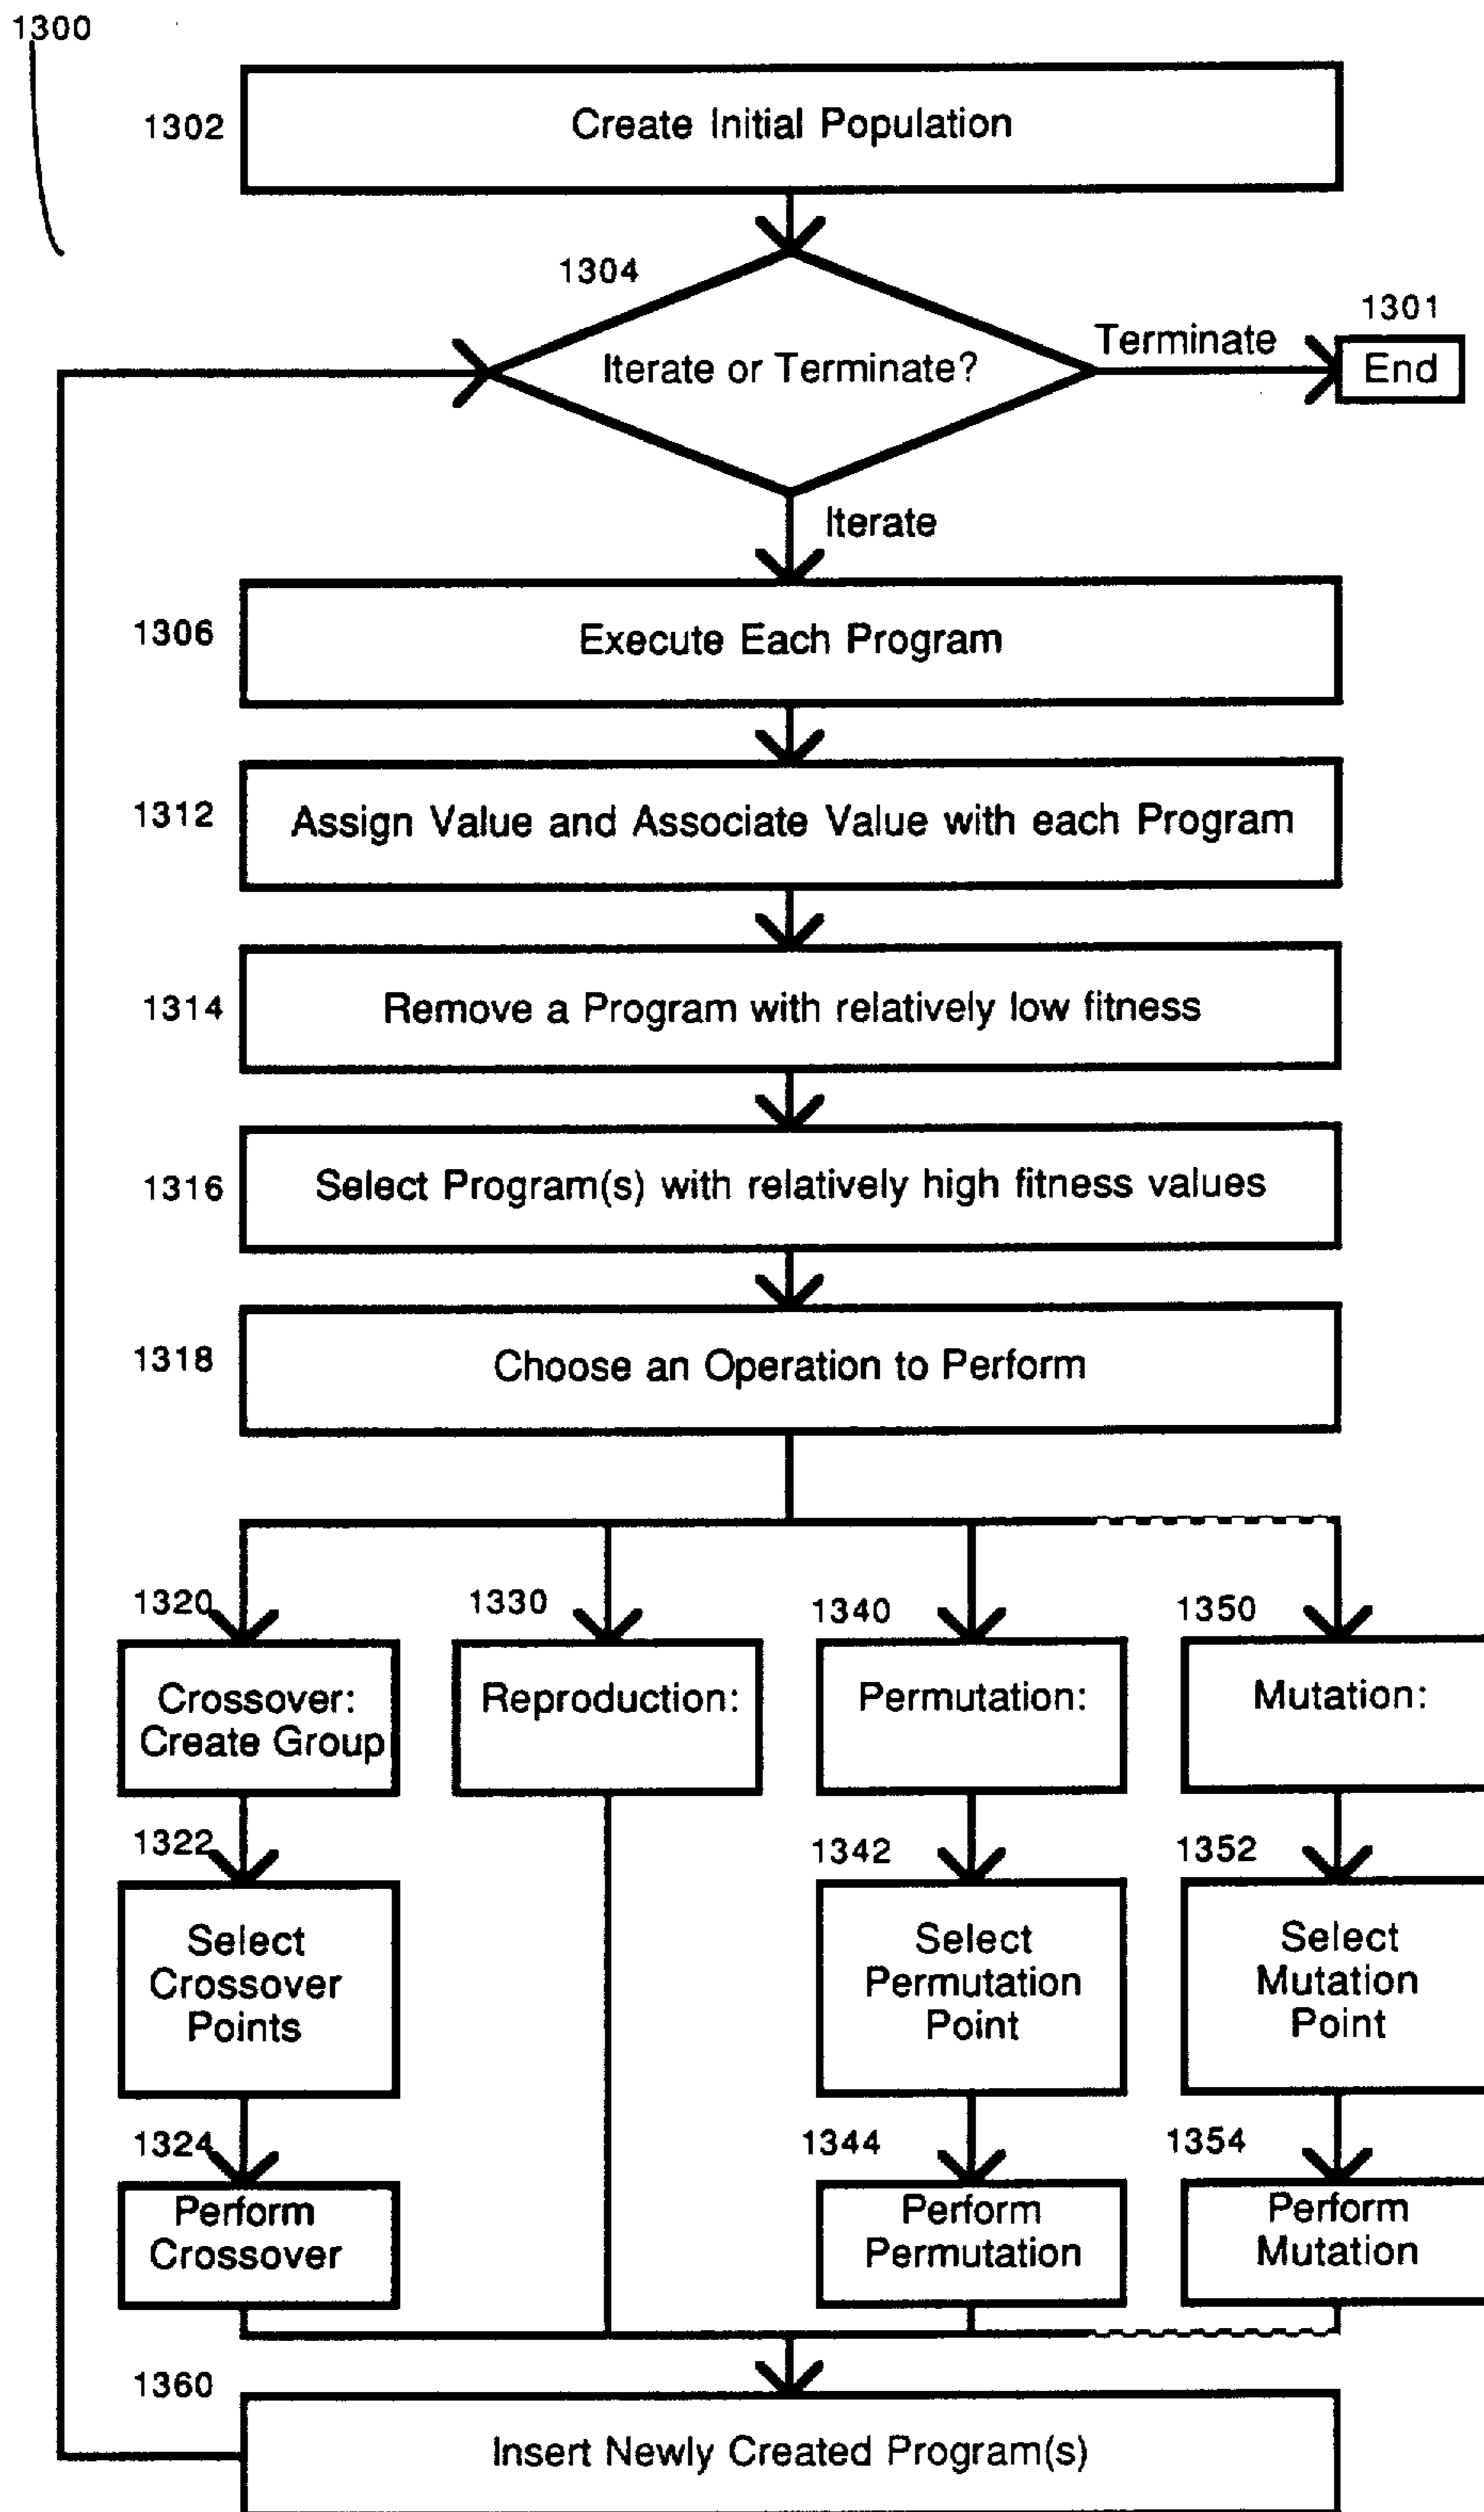 1300
1302
Create Initial Population
1304
1301
Iterate or Terminate?
Terminate
End
Iterate
1306
Execute Each Program
1312
Assign Value and Associate Value with each Program
1314
Remove a Program with relatively low fitness
1316
Select Program(s) with relatively high fitness values
1318
Choose an Operation to Perform
1320
1330
1340
1350
Crossover:
Create Group
Reproduction:
Permutation:
Mutation:
1322
1342
1352
Select
Crossover
Points
Select
Permutation
Point
Select
Mutation
Point
1324
1344
1354
Perform
Crossover
Perform
Permutation
Perform
Mutation
1360
Insert Newly Created Program(s)